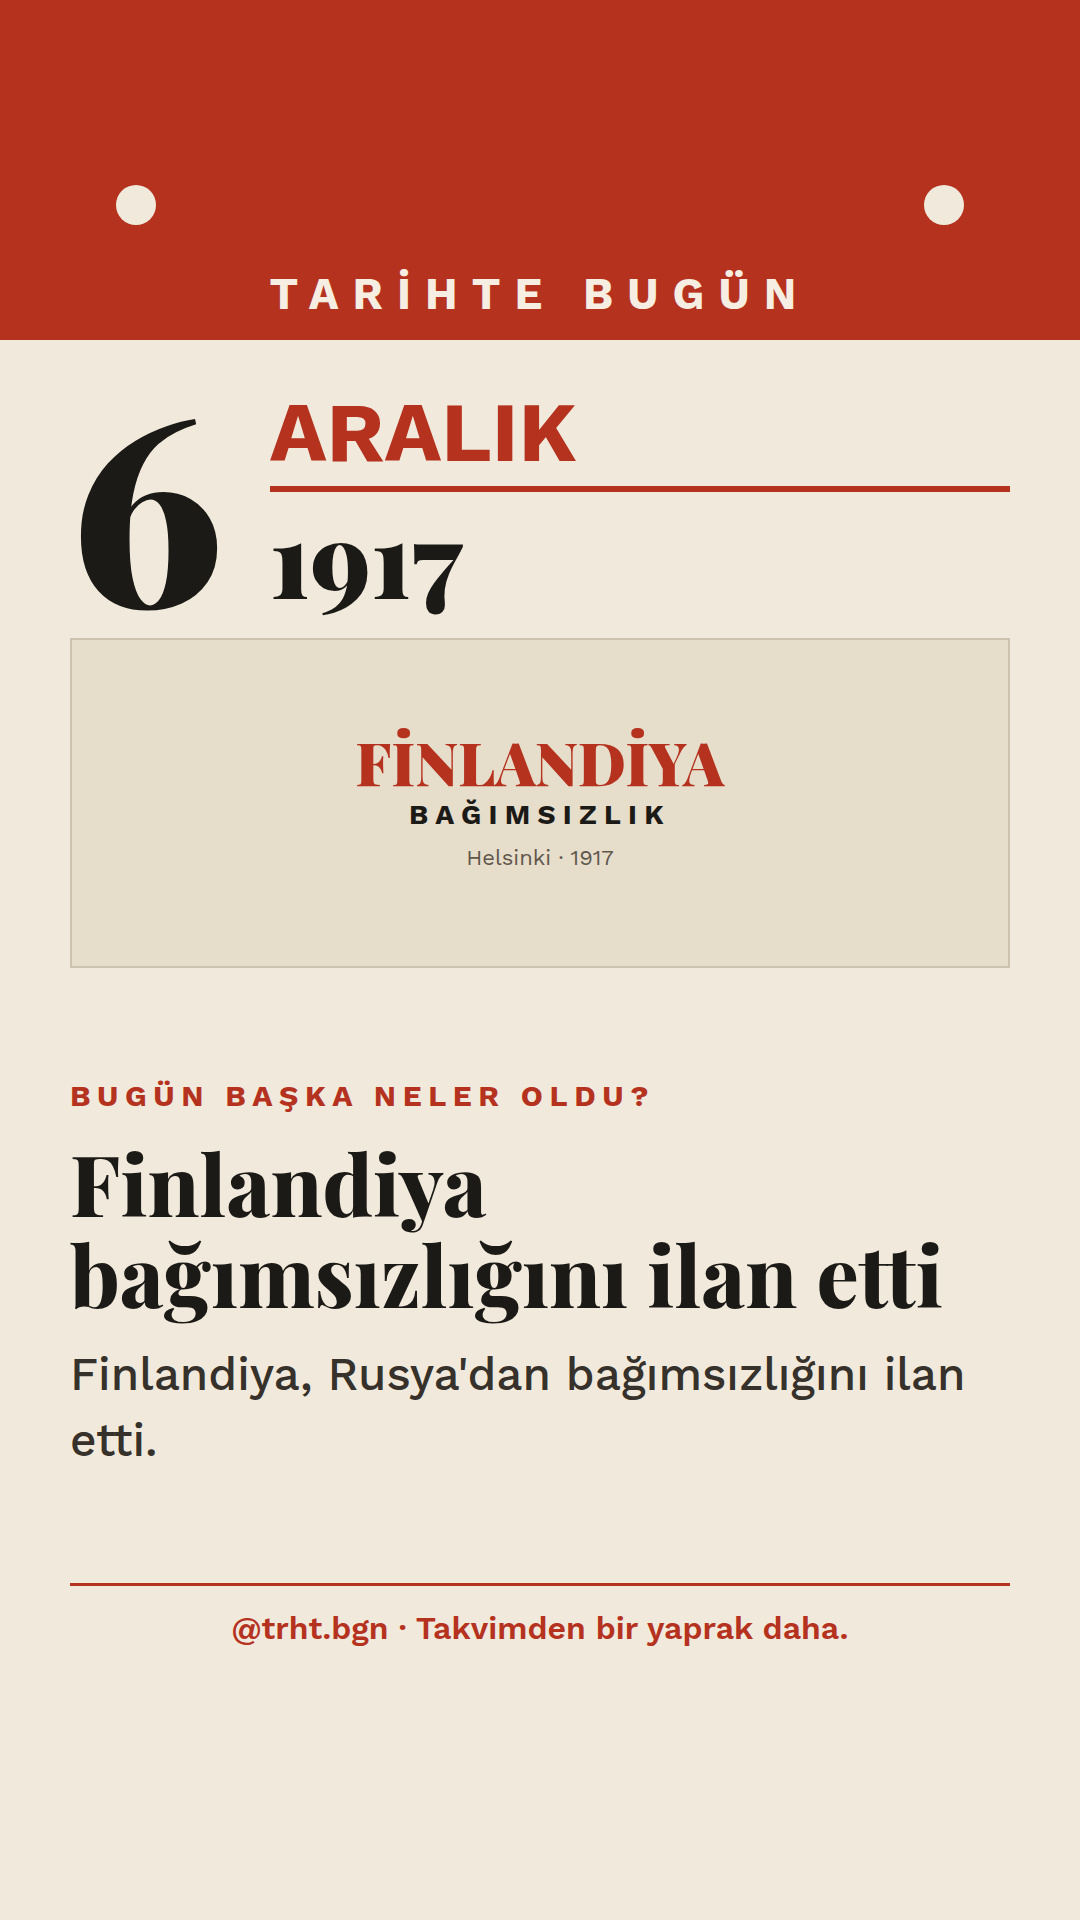 TARİHTE BUGÜN
6
ARALIK
1917
FİNLANDİYA
BAĞIMSIZLIK
Helsinki · 1917
BUGÜN BAŞKA NELER OLDU?
Finlandiya
bağımsızlığını ilan etti
Finlandiya, Rusya'dan bağımsızlığını ilan
etti.
@trht.bgn · Takvimden bir yaprak daha.